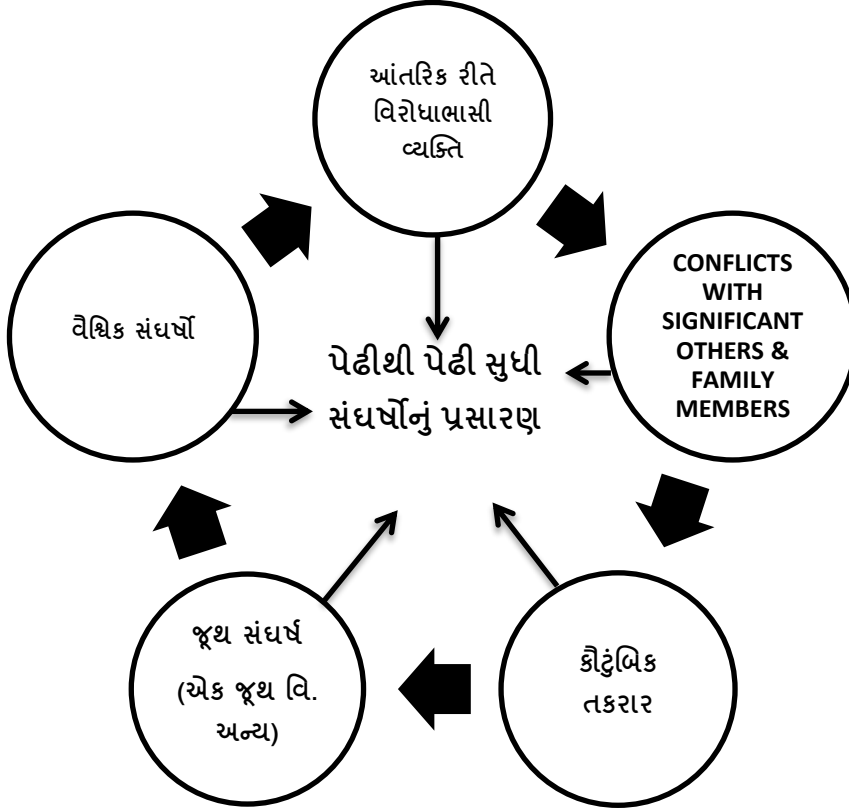 આંતરિક રીતે
વિરોધાભાસી
વ્યક્તિ
CONFLICTS
WITH
SIGNIFICANT
OTHERS &
FAMILY
MEMBERS
વૈશ્વિક સંઘર્ષો
પેઢીથી પેઢી સુધી
સંઘર્ષોનું પ્રસારણ
જૂથ સંઘર્ષ
(એક જૂથ વિ.
અન્ય)
કૌટુંબિક
તકરાર